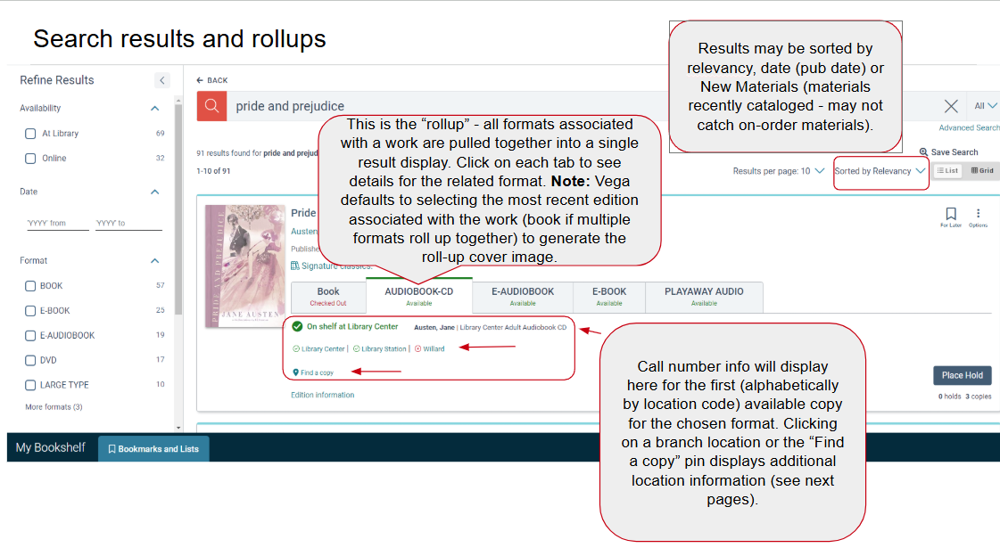 Search results and rollups
Results may be sorted by
relevancy, date (pub date) or
New Materials (materials
recently cataloged - may not
catch on-order materials).
Refine Results
BACK
Availability
At Library 69
Online 32
Date
'YYYY' from 'YYYY' to
Format
BOOK 57
E-BOOK 25
E-AUDIOBOOK 19
DVD 17
LARGE TYPE 10
More formats (3)
pride and prejudice
All
Advanced Search
91 results found for pride and
1-10 of 91
Save Search
Results per page: 10
Sorted by Relevancy
List
Grid
This is the “rollup” - all formats associated
with a work are pulled together into a single
result display. Click on each tab to see
details for the related format. Note: Vega
defaults to selecting the most recent edition
associated with the work (book if multiple
formats roll up together) to generate the
roll-up cover image.
PRIDE AND PREJUDICE
JANE AUSTEN
Pride
Austen
Signature classics.
For Later
Options
Book
Checked Out
AUDIOBOOK-CD
Available
E-AUDIOBOOK
Available
E-BOOK
Available
PLAYAWAY AUDIO
Available
On shelf at Library Center Austen, Jane | Library Center Adult Audiobook CD
Library Center | Library Station | Willard
Find a copy
Edition information
Place Hold
0 holds 3 copies
Call number info will display
here for the first (alphabetically
by location code) available copy
for the chosen format. Clicking
on a branch location or the “Find
a copy” pin displays additional
location information (see next
pages).
My Bookshelf
Bookmarks and Lists